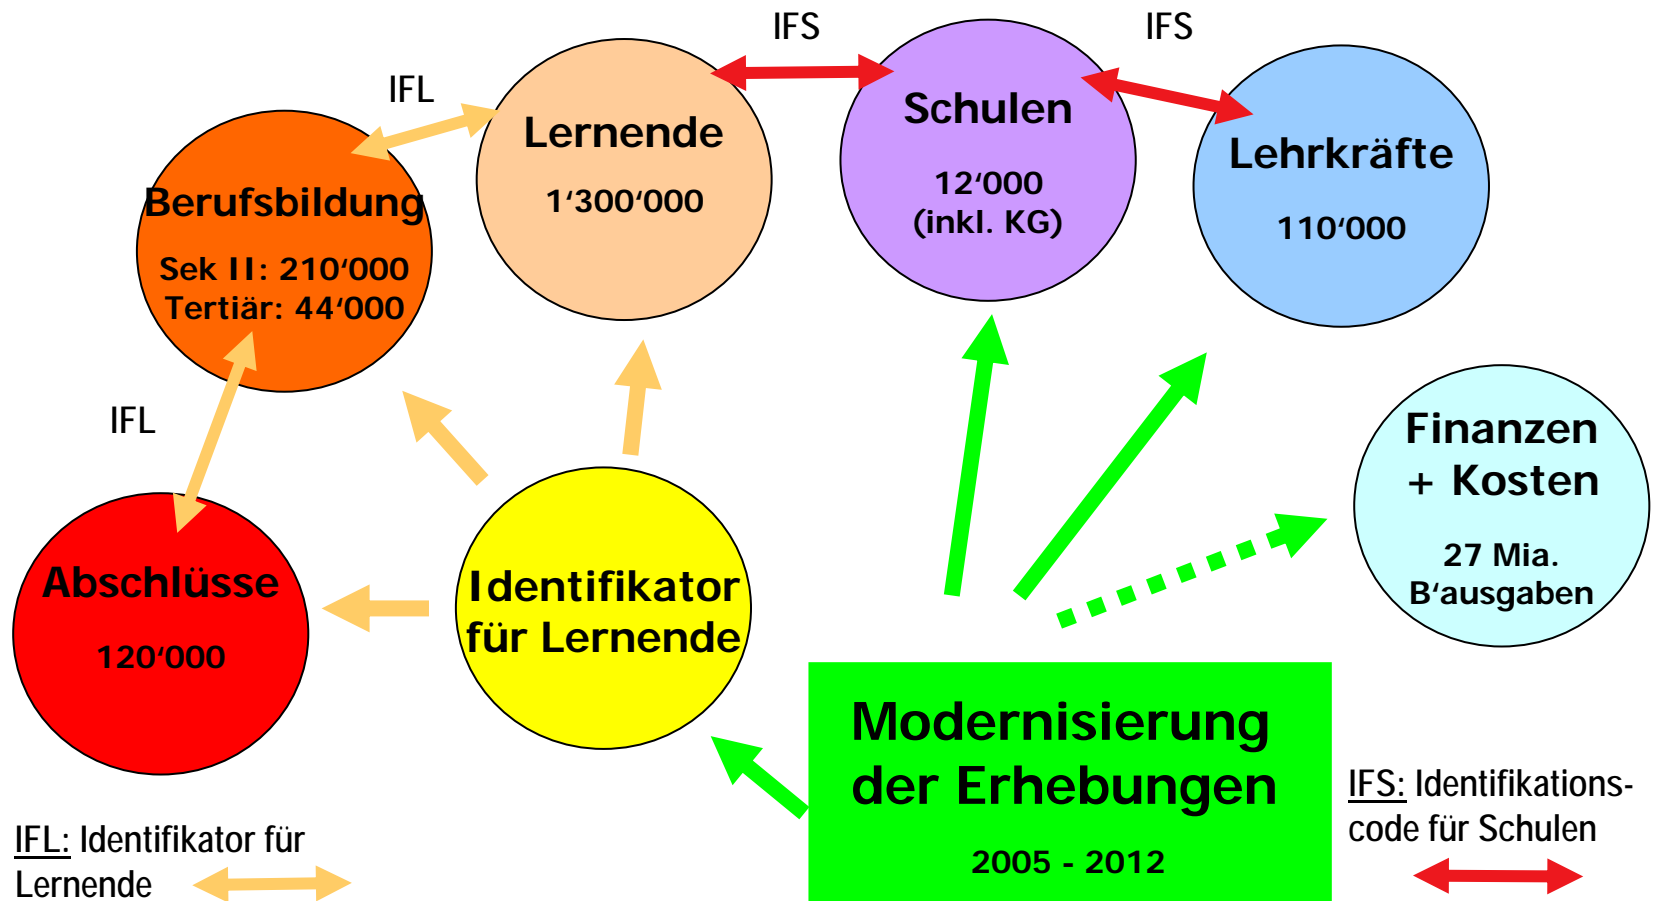 IFS
IFS
IFL
Lernende
1‘300‘000
Schulen
12‘000
(inkl. KG)
Lehrkräfte
110‘000
Berufsbildung
Sek II: 210‘000
Tertiär: 44‘000
IFL
Finanzen
+ Kosten
27 Mia.
B‘ausgaben
Abschlüsse
120‘000
Identifikator
für Lernende
Modernisierung
der Erhebungen
2005 - 2012
IFL: Identifikator für
Lernende
IFS: Identifikations-
code für Schulen